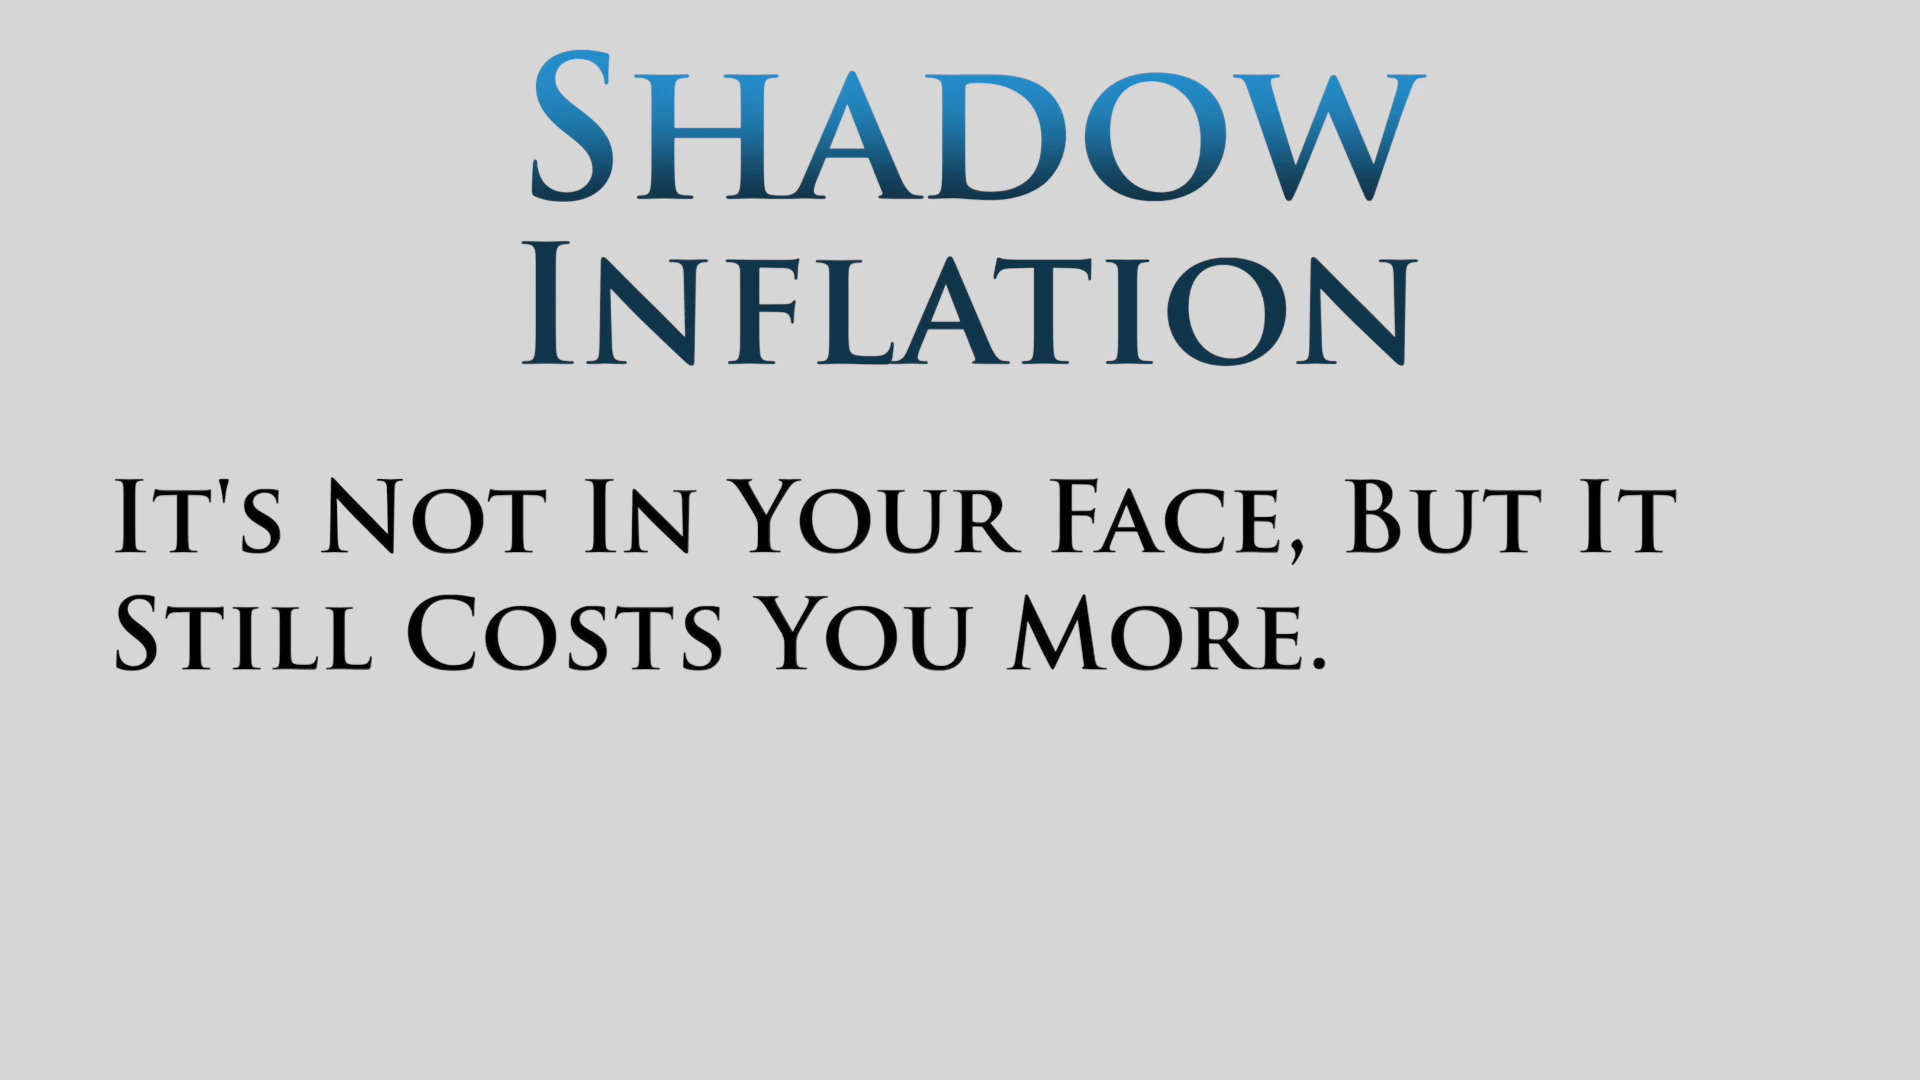 Shadow
Inflation
It's Not In Your Face, But It
Still Costs You More.